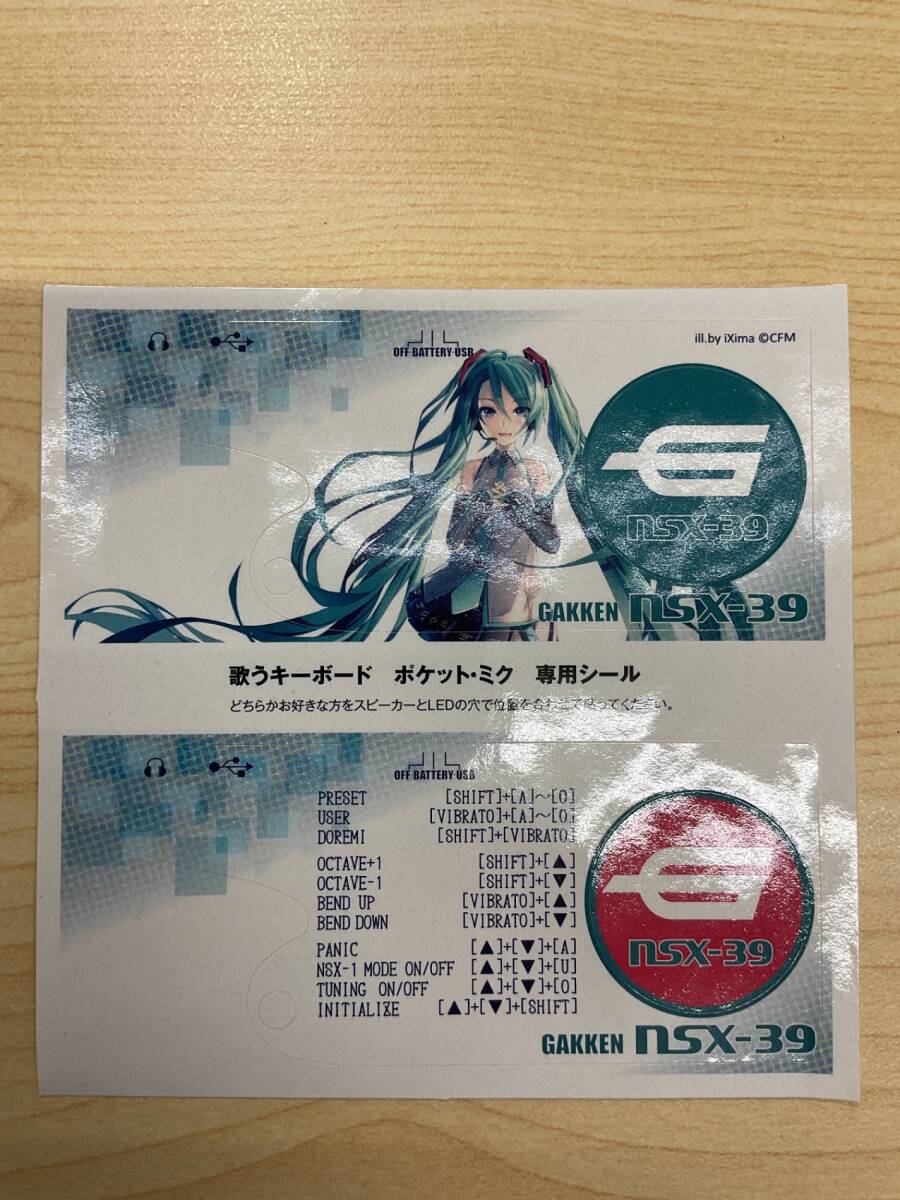 ill.by iXima ©CFM
OFF BATTERY USB
NSX-39
GAKKEN NSX-39
歌うキーボード ポケット・ミク 専用シール
どちらかお好きな方をスピーカーとLEDの穴で位置を合わせて貼ってください。
OFF BATTERY USB
PRESET [SHIFT]+[A]～[O]
USER [VIBRATO]+[A]～[O]
DOREMI [SHIFT]+[VIBRATO]
OCTAVE+1 [SHIFT]+[▲]
OCTAVE-1 [SHIFT]+[▼]
BEND UP [VIBRATO]+[▲]
BEND DOWN [VIBRATO]+[▼]
PANIC [▲]+[▼]+[A]
NSX-1 MODE ON/OFF [▲]+[▼]+[U]
TUNING ON/OFF [▲]+[▼]+[O]
INITIALIZE [▲]+[▼]+[SHIFT]
NSX-39
GAKKEN NSX-39